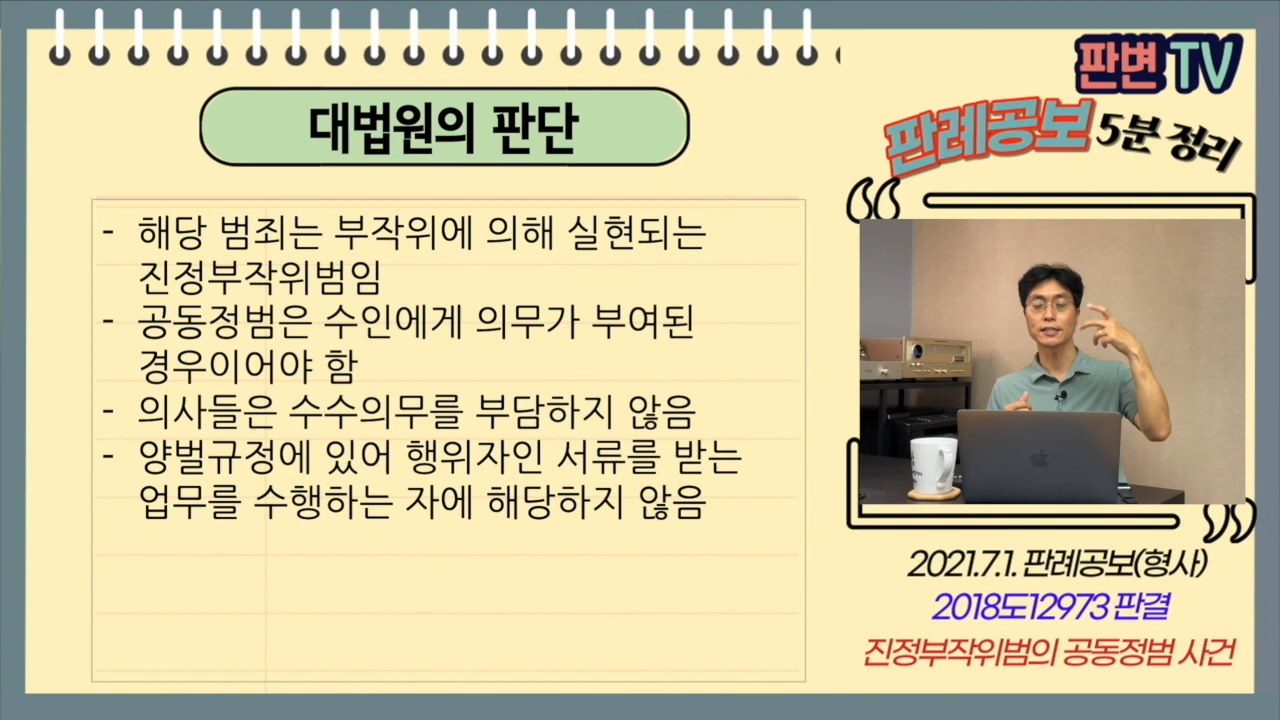 판변 TV
판례공보 5분 정리
대법원의 판단
- 해당 범죄는 부작위에 의해 실현되는
진정부작위범임
- 공동정범은 수인에게 의무가 부여된
경우이어야 함
- 의사들은 수수의무를 부담하지 않음
- 양벌규정에 있어 행위자인 서류를 받는
업무를 수행하는 자에 해당하지 않음
2021.7.1. 판례공보(형사)
2018도12973 판결
진정부작위범의 공동정범 사건